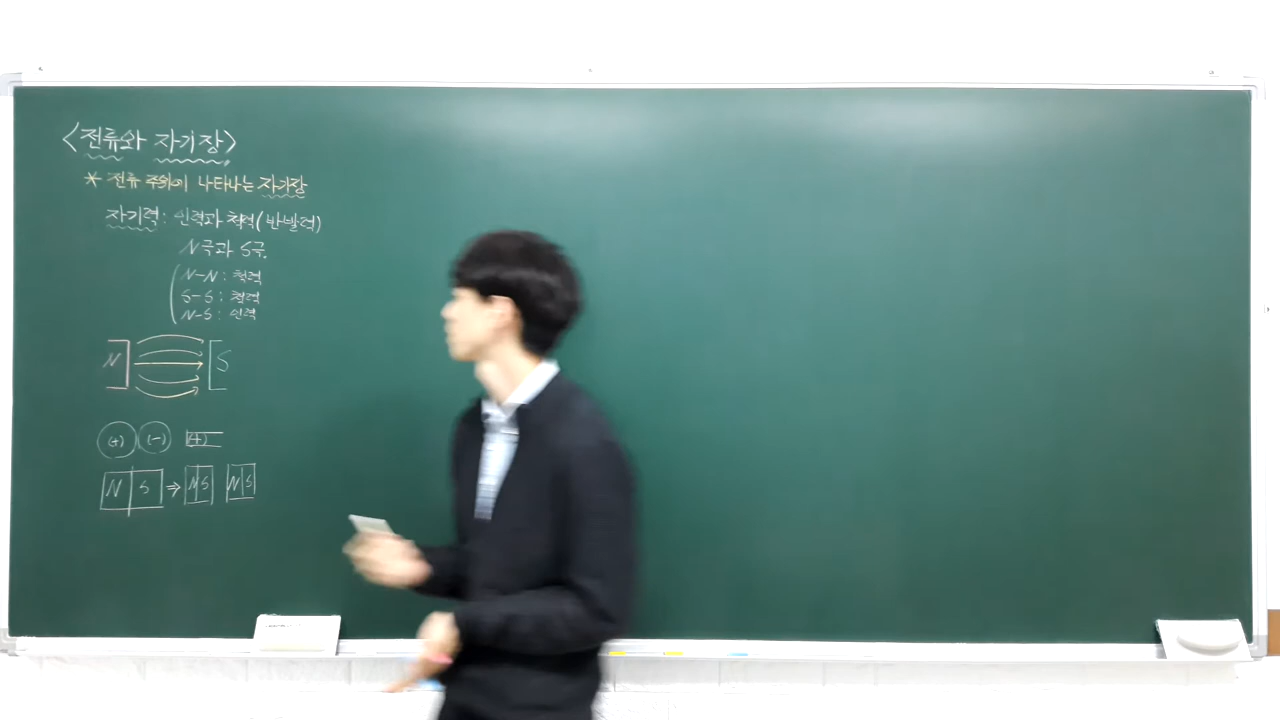 <전류와 자기장>
* 전류 주위에 나타나는 자기장
자기력 : 인력과 척력(반발력)
N극과 S극.
N-N : 척력
S-S : 척력
N-S : 인력
N S
(+) (-) (+)
N S ⇒ N S N S